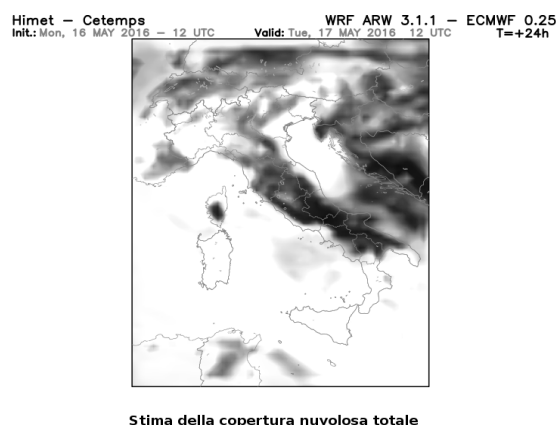 Himet – Cetemps WRF ARW 3.1.1 – ECMWF 0.25
Init.: Mon, 16 MAY 2016 – 12 UTC Valid: Tue, 17 MAY 2016 12 UTC T=+24h
Stima della copertura nuvolosa totale